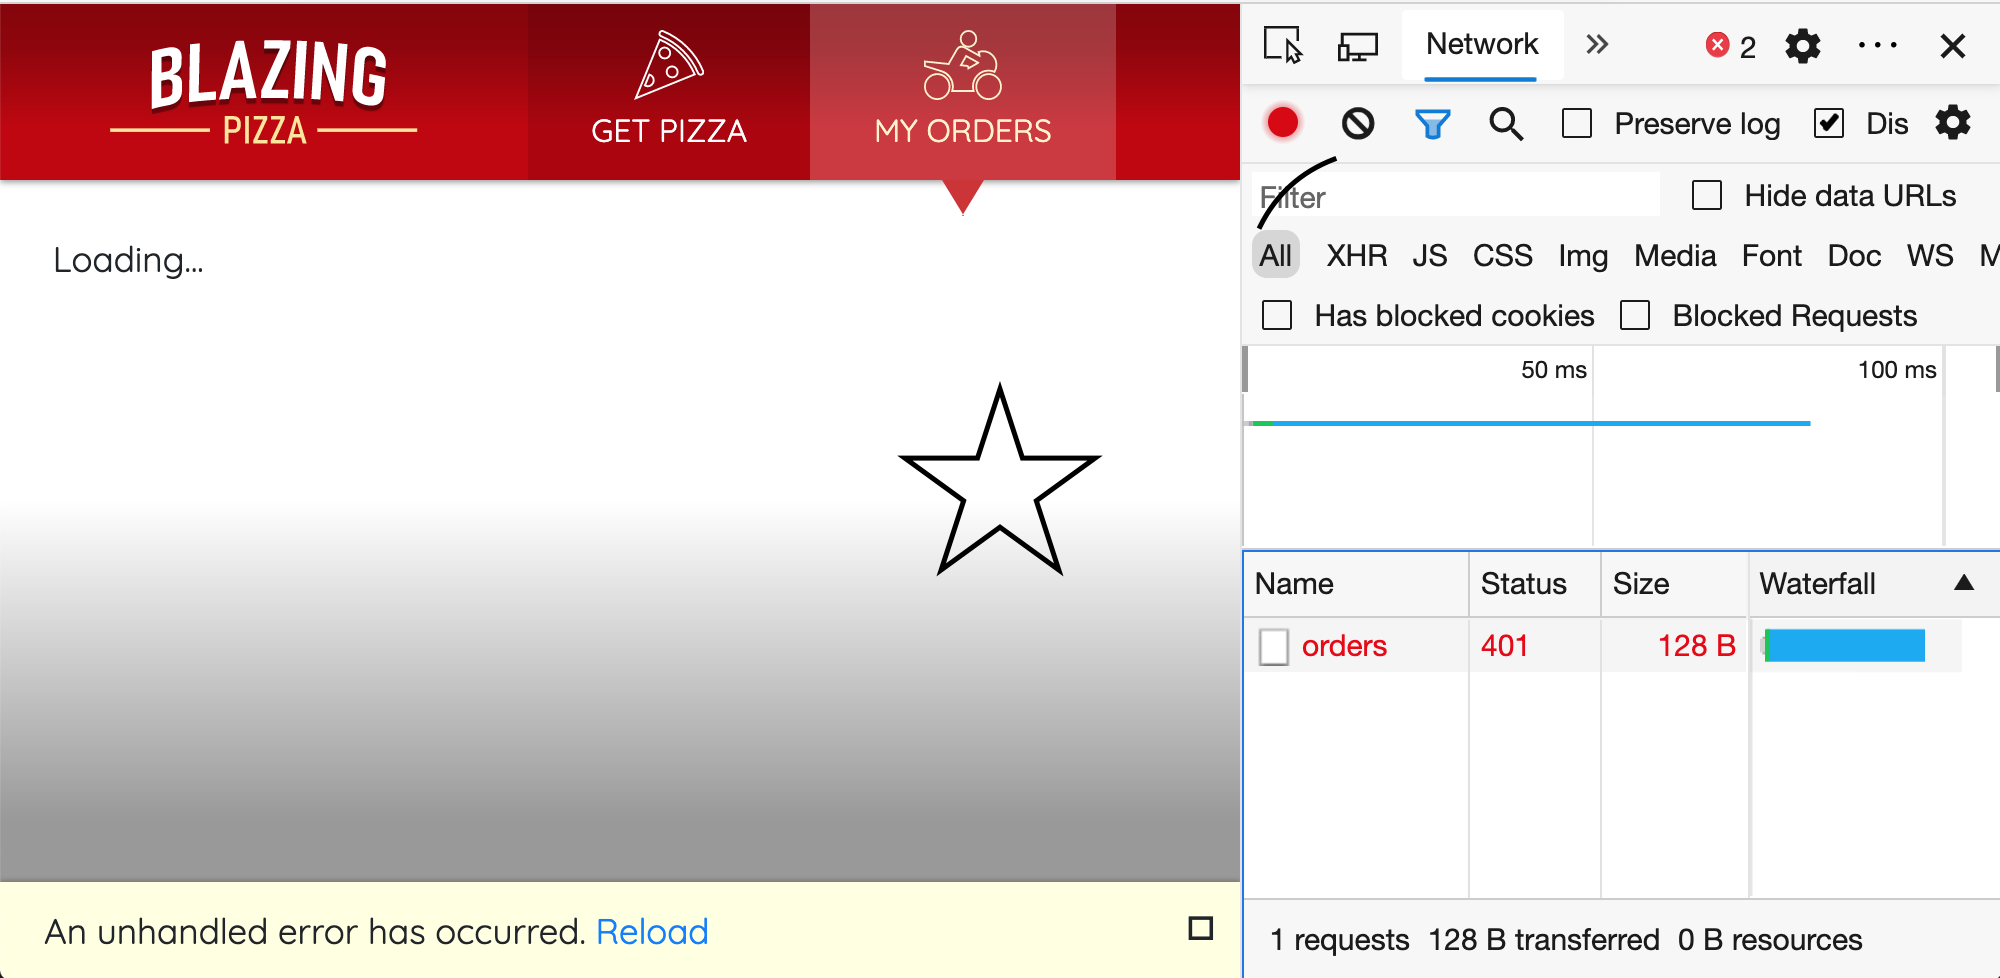 BLAZING
PIZZA
GET PIZZA
MY ORDERS
Loading...
An unhandled error has occurred. Reload
Network
2
Preserve log
Dis
Filter
Hide data URLs
All XHR JS CSS Img Media Font Doc WS M
Has blocked cookies
Blocked Requests
50 ms
100 ms
Name Status Size Waterfall
orders 401 128 B
1 requests 128 B transferred 0 B resources